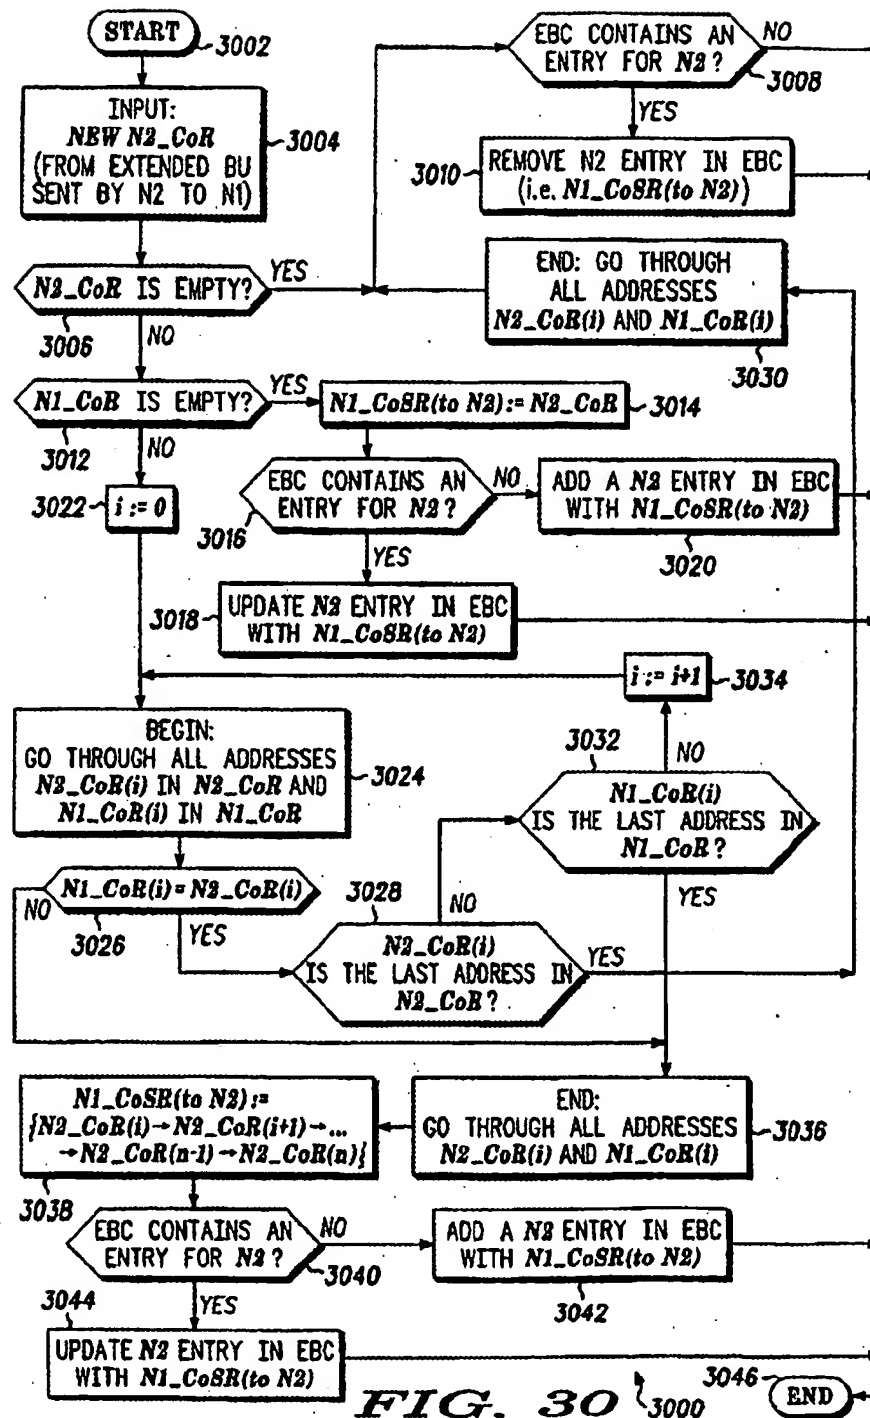 START
3002
INPUT:
NEW N2_CoR
(FROM EXTENDED BU
SENT BY N2 TO N1)
3004
N2_CoR IS EMPTY?
YES
3006
NO
EBC CONTAINS AN
ENTRY FOR N2?
NO
3008
YES
3010
REMOVE N2 ENTRY IN EBC
(i.e. N1_CoSR(to N2))
END: GO THROUGH
ALL ADDRESSES
N2_CoR(i) AND N1_CoR(i)
3030
N1_CoR IS EMPTY?
YES
3012
NO
N1_CoSR(to N2):= N2_CoR
3014
3022
i := 0
EBC CONTAINS AN
ENTRY FOR N2?
NO
3016
YES
ADD A N2 ENTRY IN EBC
WITH N1_CoSR(to N2)
3020
3018
UPDATE N2 ENTRY IN EBC
WITH N1_CoSR(to N2)
i := i+1
3034
BEGIN:
GO THROUGH ALL ADDRESSES
N2_CoR(i) IN N2_CoR AND
N1_CoR(i) IN N1_CoR
3024
3032
NO
N1_CoR(i)
IS THE LAST ADDRESS IN
N1_CoR?
YES
N1_CoR(i)=N2_CoR(i)
NO
3026
YES
3028
NO
N2_CoR(i)
IS THE LAST ADDRESS IN
N2_CoR?
YES
END:
GO THROUGH ALL ADDRESSES
N2_CoR(i) AND N1_CoR(i)
3036
N1_CoSR(to N2):=
{N2_CoR(i)→N2_CoR(i+1)→...
→N2_CoR(n-1)→N2_CoR(n)}
3038
EBC CONTAINS AN
ENTRY FOR N2?
NO
3040
YES
ADD A N2 ENTRY IN EBC
WITH N1_CoSR(to N2)
3042
3044
UPDATE N2 ENTRY IN EBC
WITH N1_CoSR(to N2)
FIG. 30
3000
3046
END